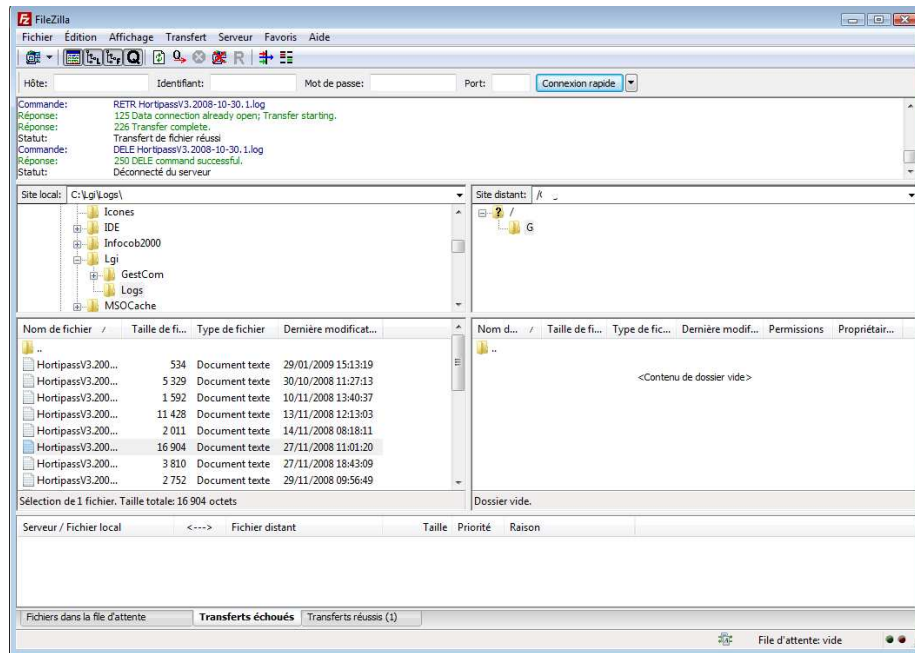 FileZilla
Fichier Édition Affichage Transfert Serveur Favoris Aide
Hôte: Identifiant: Mot de passe: Port: Connexion rapide
Commande: RETR HortipassV3.2008-10-30.1.log
Réponse: 125 Data connection already open; Transfer starting.
Réponse: 226 Transfer complete.
Statut: Transfert de fichier réussi
Commande: DELE HortipassV3.2008-10-30.1.log
Réponse: 250 DELE command successful.
Statut: Déconnecté du serveur
Site local: C:\Lgi\Logs\
Icones
IDE
Infocob2000
Lgi
GestCom
Logs
MSOCache
Site distant: /
? /
G
Nom de fichier / Taille de fi... Type de fichier Dernière modificat...
..
HortipassV3.200... 534 Document texte 29/01/2009 15:13:19
HortipassV3.200... 5 329 Document texte 30/10/2008 11:27:13
HortipassV3.200... 1 592 Document texte 10/11/2008 13:40:37
HortipassV3.200... 11 428 Document texte 13/11/2008 12:13:03
HortipassV3.200... 2 011 Document texte 14/11/2008 08:18:11
HortipassV3.200... 16 904 Document texte 27/11/2008 11:01:20
HortipassV3.200... 3 810 Document texte 27/11/2008 18:43:09
HortipassV3.200... 2 752 Document texte 29/11/2008 09:56:49
Sélection de 1 fichier. Taille totale: 16 904 octets
Nom d... / Taille de fi... Type de fic... Dernière modif... Permissions Propriétair...
..
<Contenu de dossier vide>
Dossier vide.
Serveur / Fichier local <---> Fichier distant Taille Priorité Raison
Fichiers dans la file d'attente Transferts échoués Transferts réussis (1)
File d'attente: vide